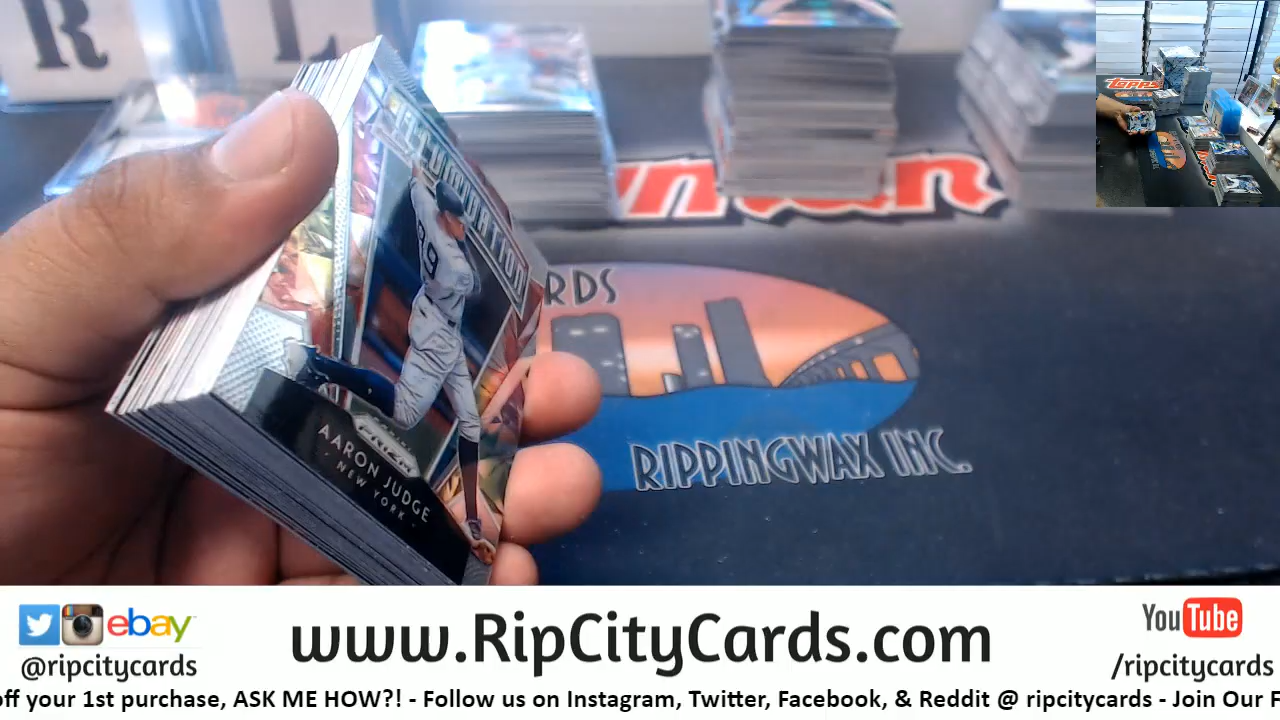 R L
ILLUMINATION
99
PRIZM
AARON JUDGE
· NEW YORK ·
RDS
RIPPINGWAX INC.
Topps
ebay
@ripcitycards
www.RipCityCards.com
YouTube
/ripcitycards
off your 1st purchase, ASK ME HOW?! - Follow us on Instagram, Twitter, Facebook, & Reddit @ ripcitycards - Join Our F